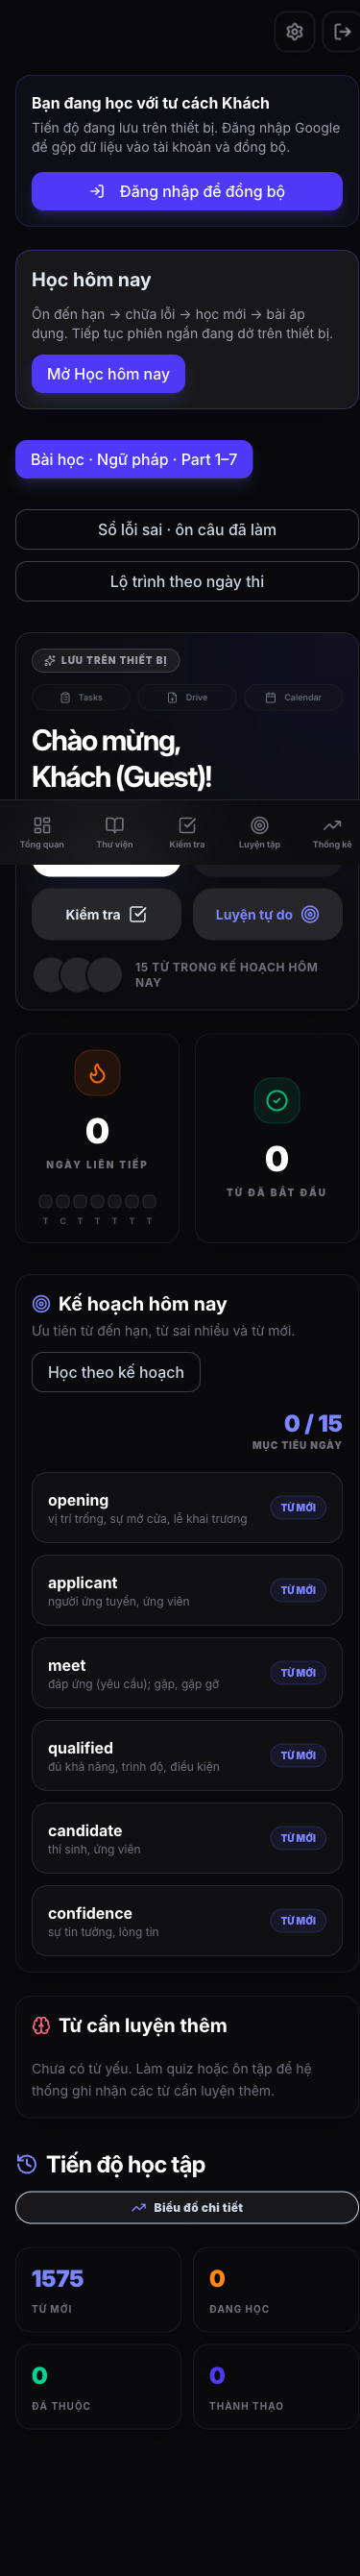 Bạn đang học với tư cách Khách
Tiến độ đang lưu trên thiết bị. Đăng nhập Google
để gộp dữ liệu vào tài khoản và đồng bộ.
Đăng nhập để đồng bộ
Học hôm nay
Ôn đến hạn → chữa lỗi → học mới → bài áp
dụng. Tiếp tục phiên ngắn đang dở trên thiết bị.
Mở Học hôm nay
Bài học · Ngữ pháp · Part 1–7
Sổ lỗi sai · ôn câu đã làm
Lộ trình theo ngày thi
LƯU TRÊN THIẾT BỊ
Tasks
Drive
Calendar
Chào mừng,
Khách (Guest)!
Tổng quan
Thư viện
Kiểm tra
Luyện tập
Thống kê
Kiểm tra
Luyện tự do
15 TỪ TRONG KẾ HOẠCH HÔM
NAY
0
NGÀY LIÊN TIẾP
T C T T T T T
0
TỪ ĐÃ BẮT ĐẦU
Kế hoạch hôm nay
Ưu tiên từ đến hạn, từ sai nhiều và từ mới.
Học theo kế hoạch
0 / 15
MỤC TIÊU NGÀY
opening
vị trí trống, sự mở cửa, lễ khai trương
TỪ MỚI
applicant
người ứng tuyển, ứng viên
TỪ MỚI
meet
đáp ứng (yêu cầu); gặp, gặp gỡ
TỪ MỚI
qualified
đủ khả năng, trình độ, điều kiện
TỪ MỚI
candidate
thí sinh, ứng viên
TỪ MỚI
confidence
sự tin tưởng, lòng tin
TỪ MỚI
Từ cần luyện thêm
Chưa có từ yếu. Làm quiz hoặc ôn tập để hệ
thống ghi nhận các từ cần luyện thêm.
Tiến độ học tập
Biểu đồ chi tiết
1575
TỪ MỚI
0
ĐANG HỌC
0
ĐÃ THUỘC
0
THÀNH THẠO